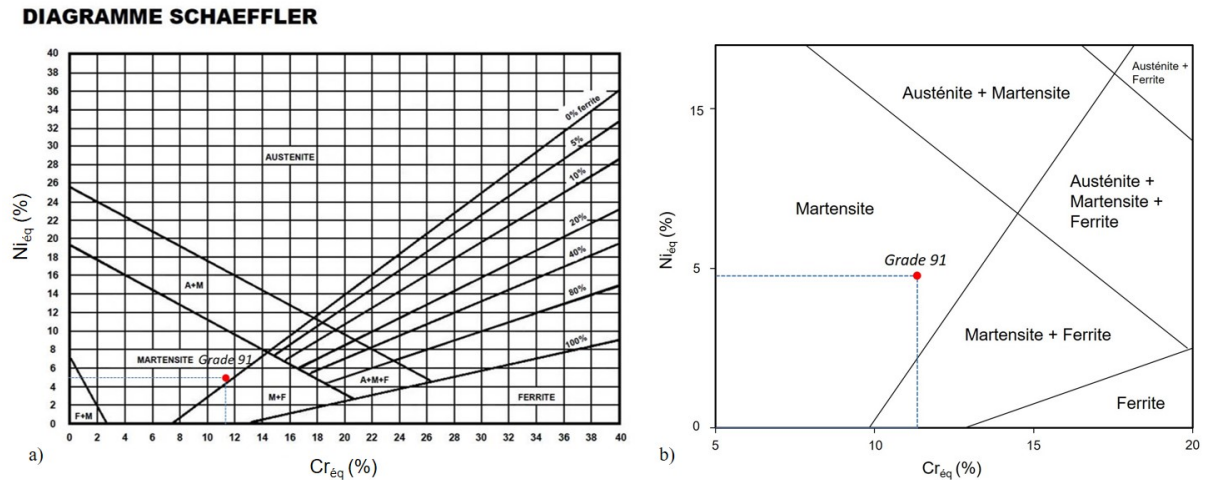 DIAGRAMME SCHAEFFLER
40
38
36
34
32
30
28
26
24
22
20
18
16
14
12
10
8
6
4
2
0
Niéq (%)
0% ferrite
5%
10%
20%
40%
80%
100%
AUSTENITE
A+M
MARTENSITE
Grade 91
F+M
M+F
A+M+F
FERRITE
0 2 4 6 8 10 12 14 16 18 20 22 24 26 28 30 32 34 36 38 40
a)
Créq (%)
15
5
0
Niéq (%)
Austénite +
Ferrite
Austénite + Martensite
Austénite +
Martensite +
Ferrite
Martensite
Grade 91
Martensite + Ferrite
Ferrite
5 10 15 20
b)
Créq (%)